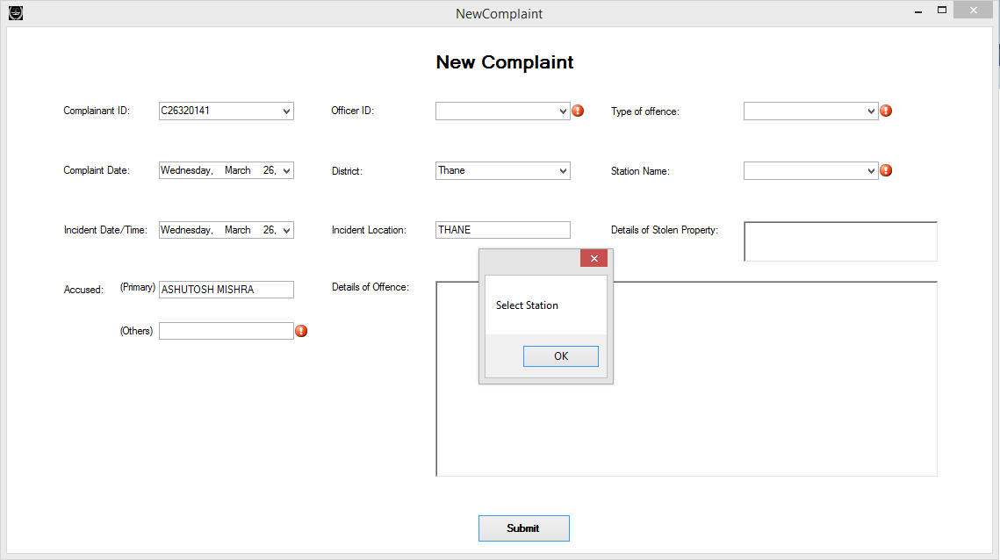 NewComplaint
New Complaint
Complainant ID: C26320141 Officer ID: Type of offence:
Complaint Date: Wednesday, March 26, District: Thane Station Name:
Incident Date/Time: Wednesday, March 26, Incident Location: THANE Details of Stolen Property:
Accused: (Primary) ASHUTOSH MISHRA Details of Offence:
Select Station
(Others)
OK
Submit